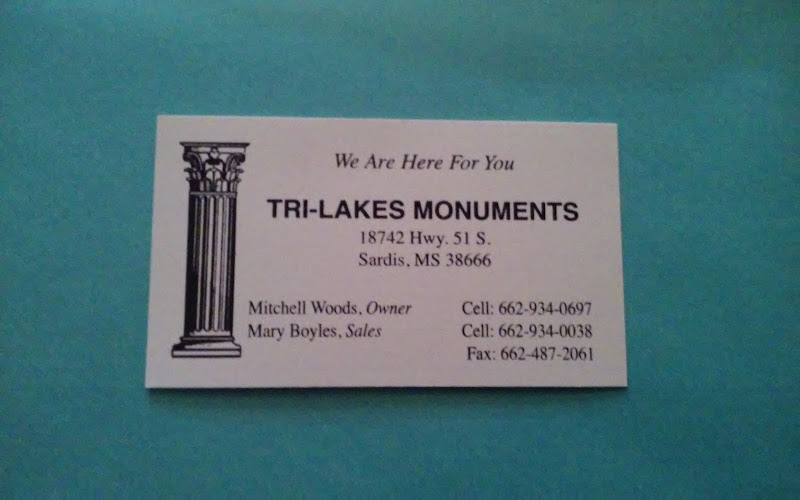 We Are Here For You
TRI-LAKES MONUMENTS
18742 Hwy. 51 S.
Sardis, MS 38666
Mitchell Woods, Owner Cell: 662-934-0697
Mary Boyles, Sales Cell: 662-934-0038
Fax: 662-487-2061